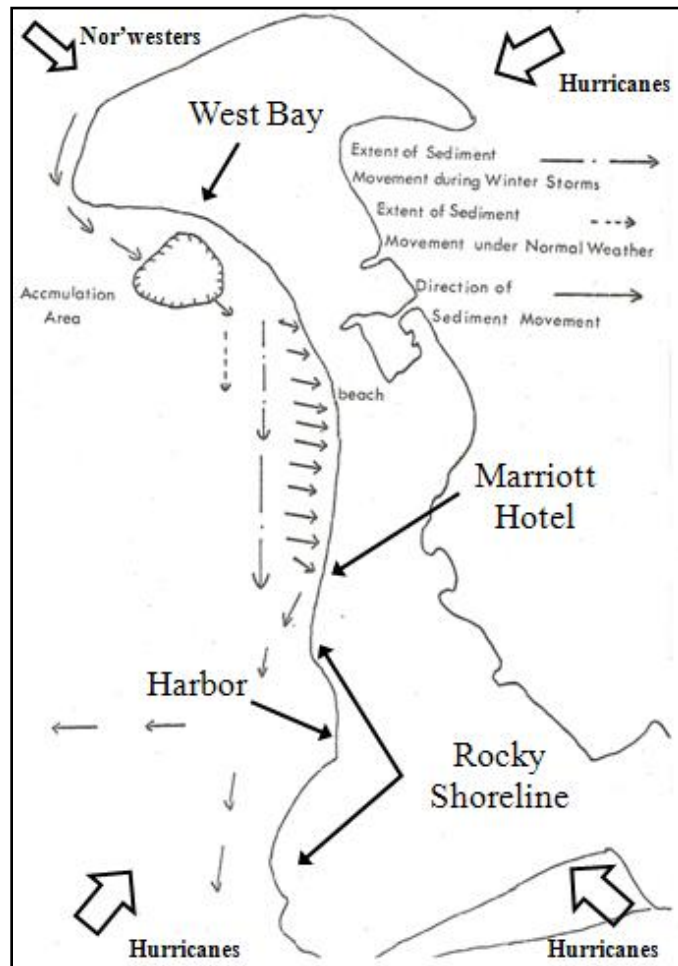 Nor'westers
Hurricanes
West Bay
Extent of Sediment
Movement during Winter Storms
Extent of Sediment
Movement under Normal Weather
Accmulation
Area
Direction of
Sediment Movement
beach
Marriott
Hotel
Harbor
Rocky
Shoreline
Hurricanes
Hurricanes